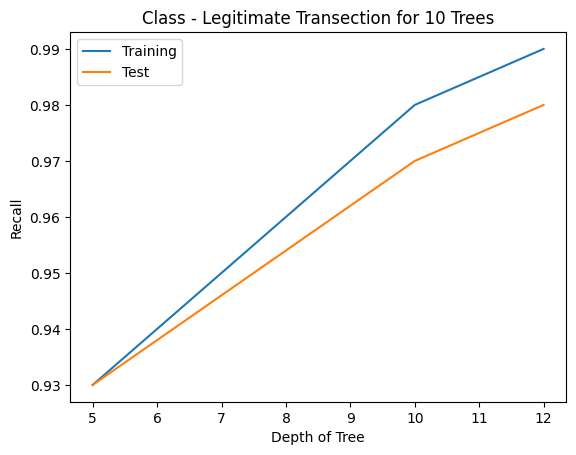 Class - Legitimate Transection for 10 Trees
Training
Test
0.99
0.98
0.97
0.96
0.95
0.94
0.93
Recall
5 6 7 8 9 10 11 12
Depth of Tree